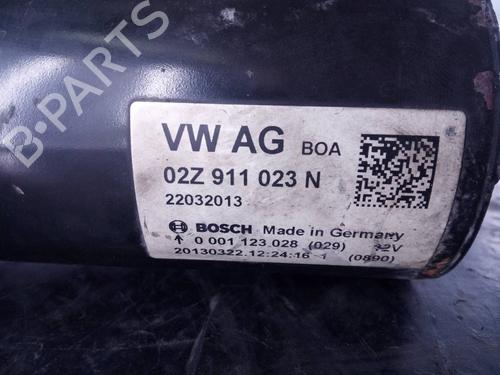 B-PARTS
VW AG BOA
02Z 911 023 N
22032013
BOSCH Made in Germany
0 001 123 028 (029) 12V
20130322.12:24:16 1 (0890)